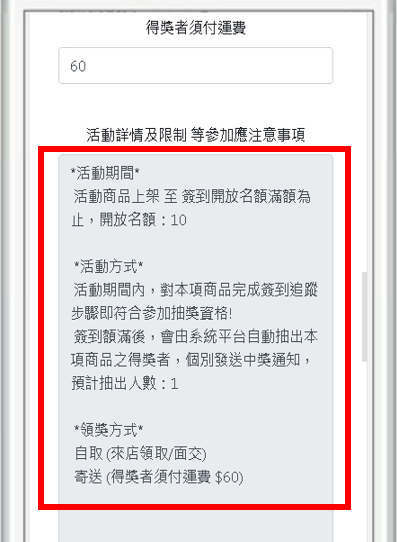 得獎者須付運費
60
活動詳情及限制 等參加應注意事項
*活動期間*
活動商品上架 至 簽到開放名額滿額為
止，開放名額：10
*活動方式*
活動期間內，對本項商品完成簽到追蹤
步驟即符合參加抽獎資格!
簽到額滿後，會由系統平台自動抽出本
項商品之得獎者，個別發送中獎通知，
預計抽出人數：1
*領獎方式*
自取 (來店領取/面交)
寄送 (得獎者須付運費 $60)